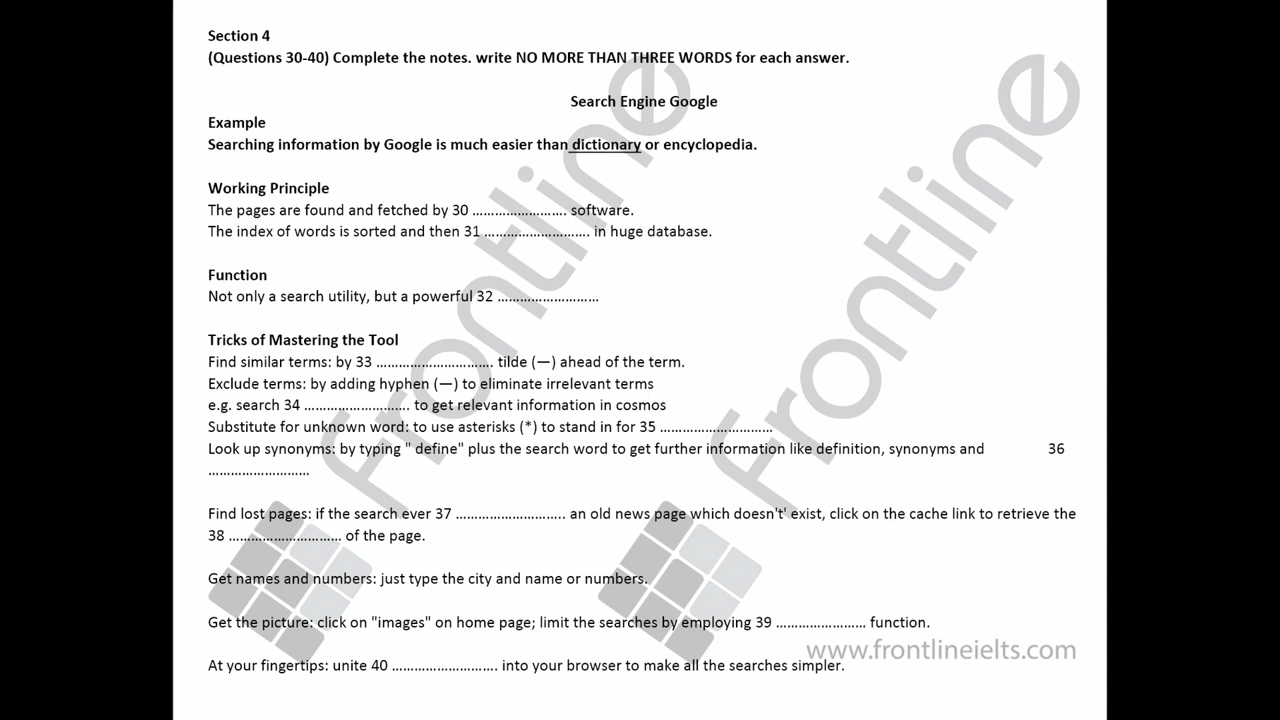 Section 4
(Questions 30-40) Complete the notes. write NO MORE THAN THREE WORDS for each answer.
Search Engine Google
Example
Searching information by Google is much easier than dictionary or encyclopedia.
Working Principle
The pages are found and fetched by 30 ........................ software.
The index of words is sorted and then 31 ........................... in huge database.
Function
Not only a search utility, but a powerful 32 ..........................
Tricks of Mastering the Tool
Find similar terms: by 33 .............................. tilde (—) ahead of the term.
Exclude terms: by adding hyphen (—) to eliminate irrelevant terms
e.g. search 34 ........................... to get relevant information in cosmos
Substitute for unknown word: to use asterisks (*) to stand in for 35 .............................
Look up synonyms: by typing " define" plus the search word to get further information like definition, synonyms and 36
..........................
Find lost pages: if the search ever 37 ............................ an old news page which doesn't' exist, click on the cache link to retrieve the
38 ............................. of the page.
Get names and numbers: just type the city and name or numbers.
Get the picture: click on "images" on home page; limit the searches by employing 39 ....................... function.
www.frontlineielts.com
At your fingertips: unite 40 ........................... into your browser to make all the searches simpler.
frontline
frontline